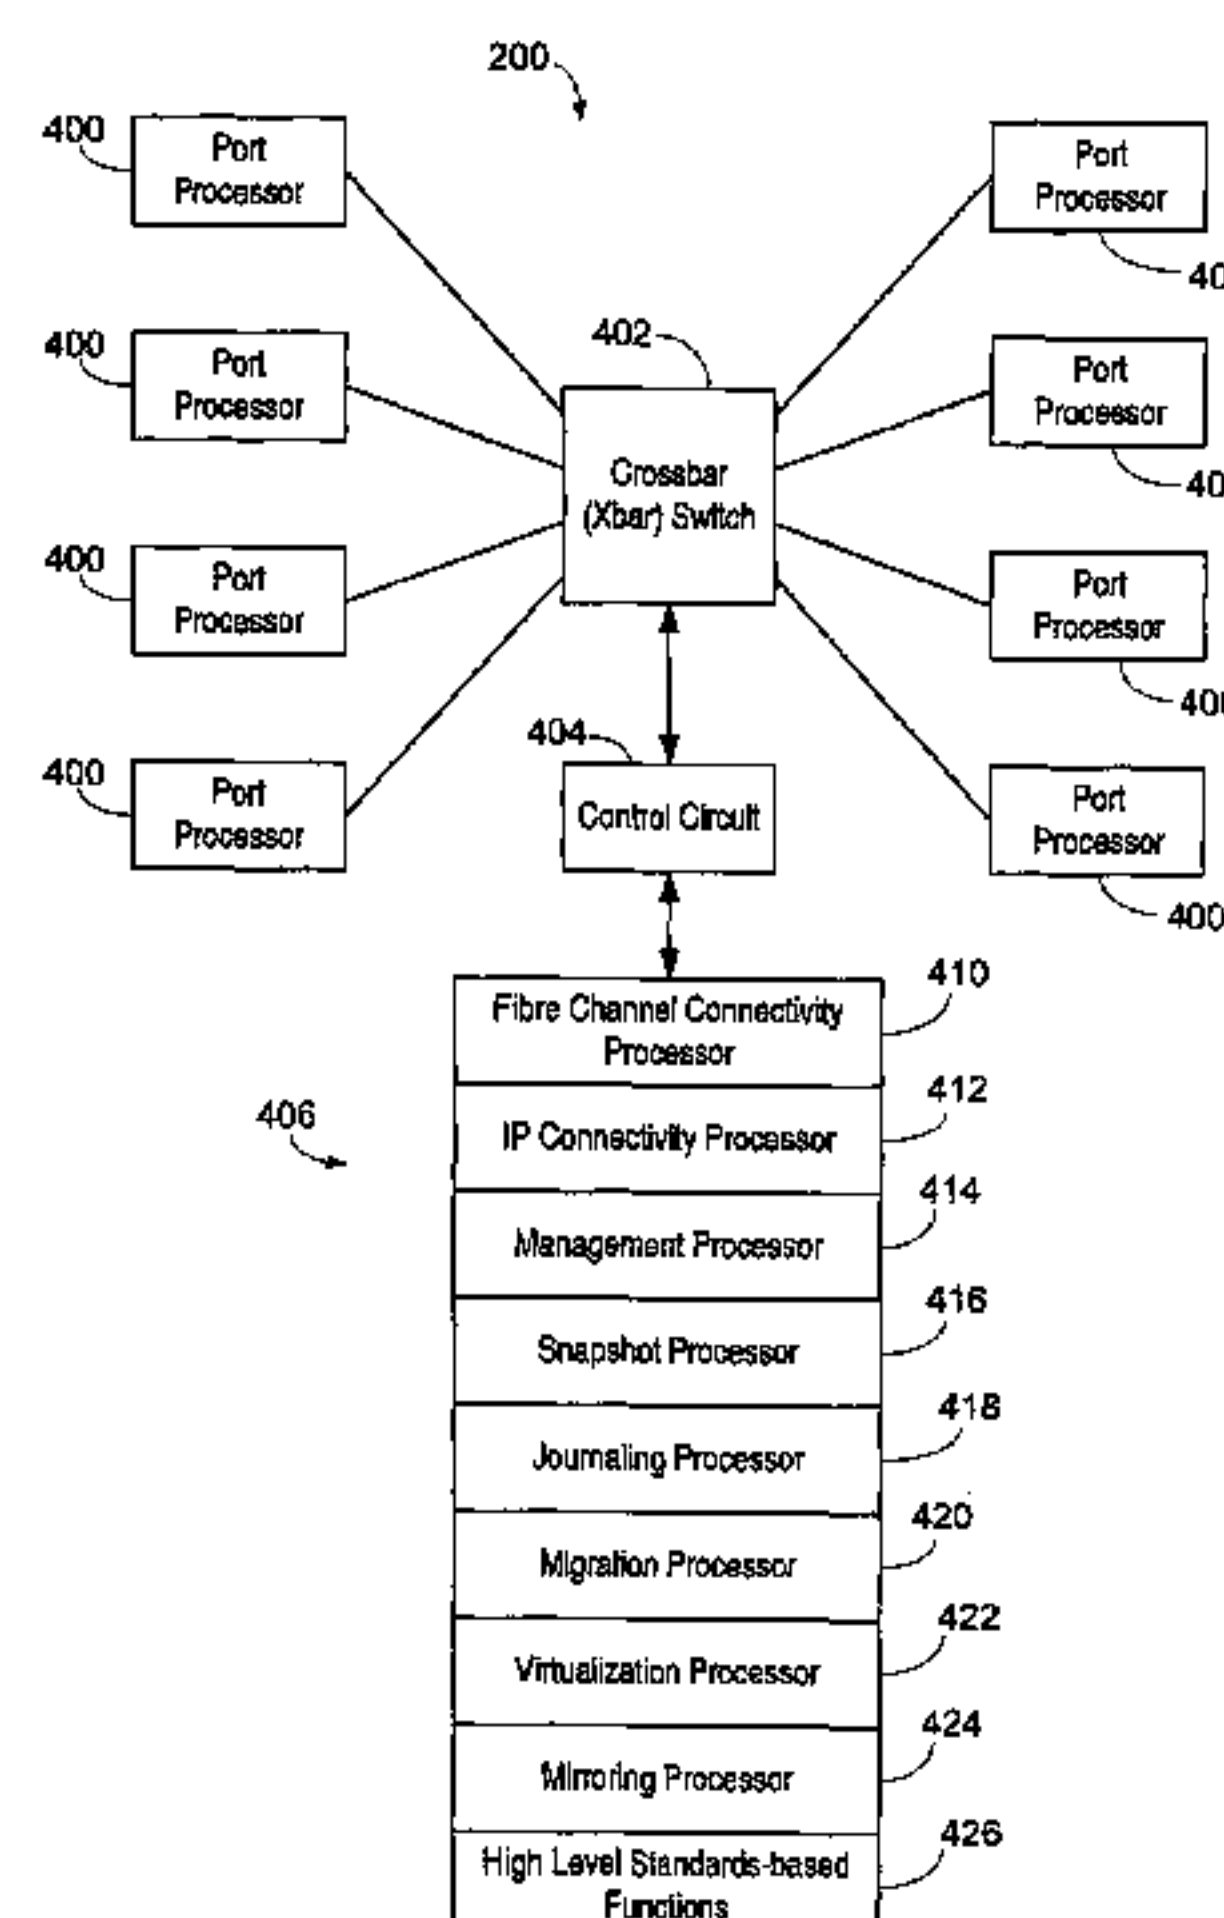 200
400
Port
Processor
Port
Processor
40
400
Port
Processor
402
Port
Processor
40
Crossbar
(Xbar) Switch
400
Port
Processor
Port
Processor
400
404
400
Port
Processor
Control Circuit
Port
Processor
400
410
Fibre Channel Connectivity
Processor
412
406
IP Connectivity Processor
414
Management Processor
416
Snapshot Processor
418
Journaling Processor
420
Migration Processor
422
Virtualization Processor
424
Mirroring Processor
426
High Level Standards-based
Functions